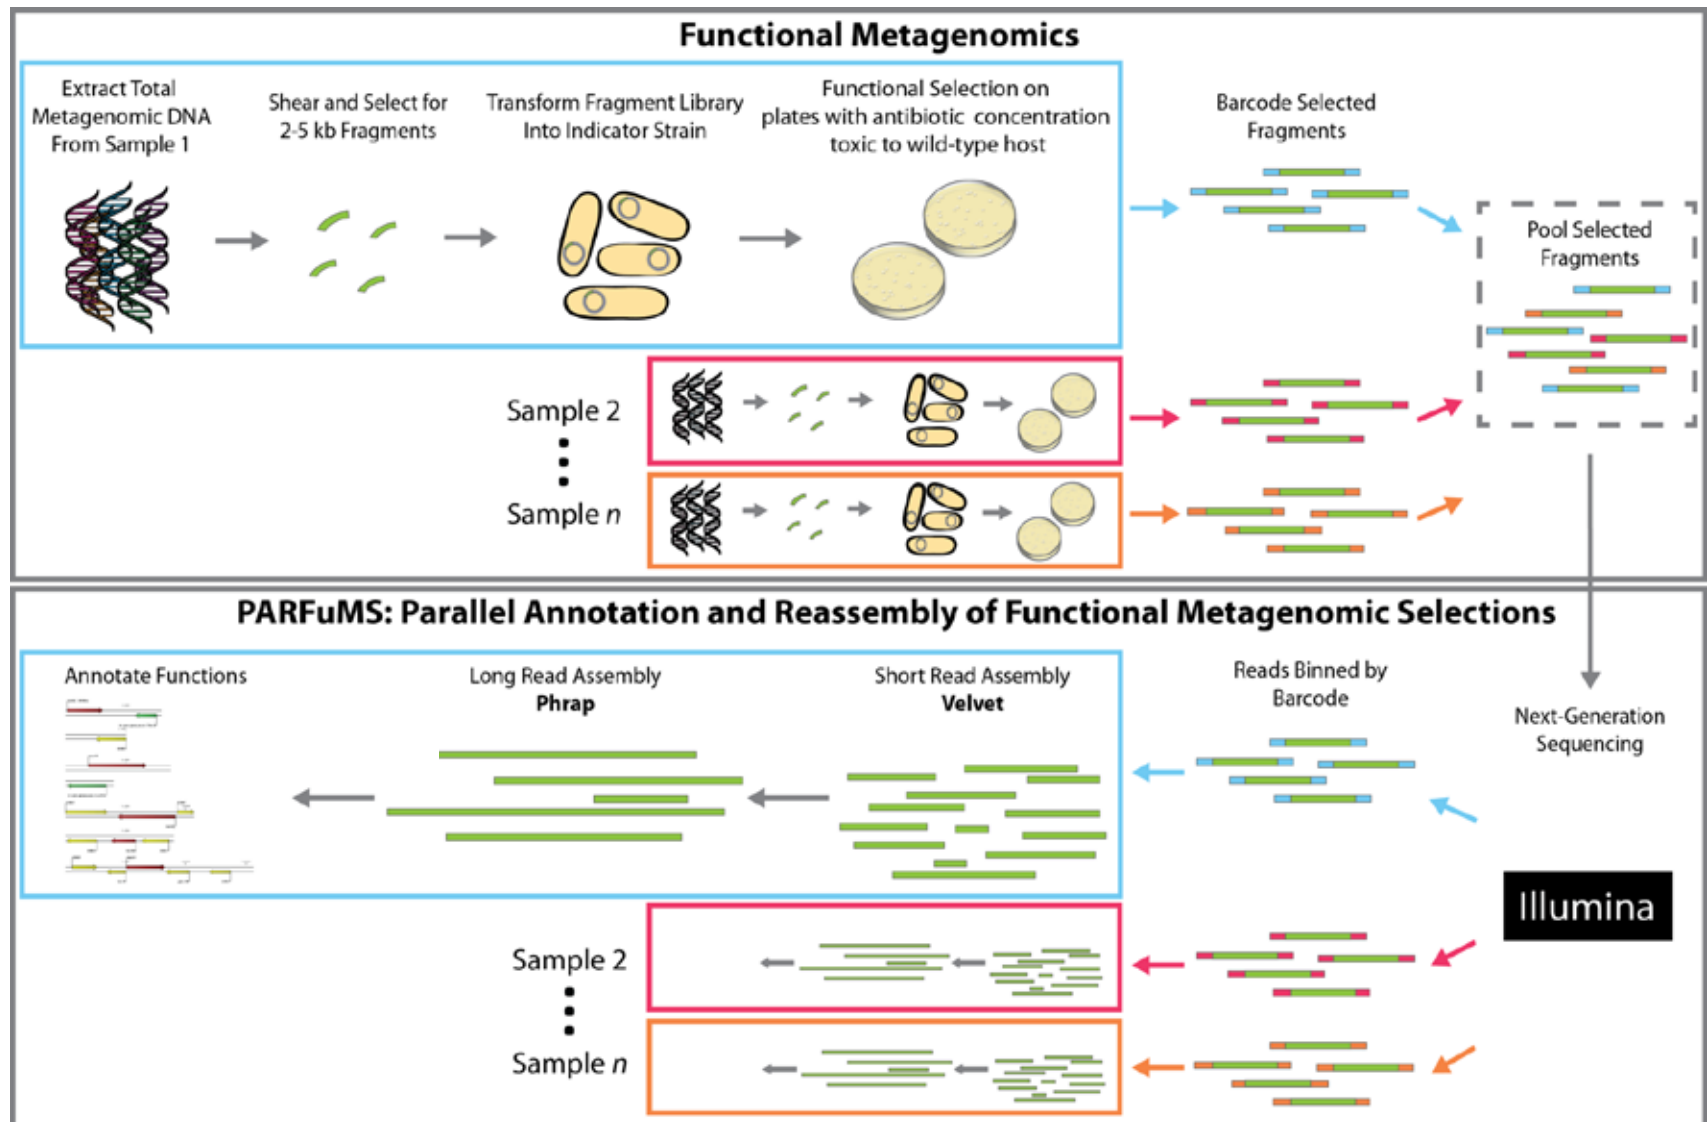 Functional Metagenomics
Extract Total
Metagenomic DNA
From Sample 1
Shear and Select for
2-5 kb Fragments
Transform Fragment Library
Into Indicator Strain
Functional Selection on
plates with antibiotic concentration
toxic to wild-type host
Barcode Selected
Fragments
Pool Selected
Fragments
Sample 2
Sample n
PARFuMS: Parallel Annotation and Reassembly of Functional Metagenomic Selections
Annotate Functions
Long Read Assembly
Phrap
Short Read Assembly
Velvet
Reads Binned by
Barcode
Next-Generation
Sequencing
Illumina
Sample 2
Sample n